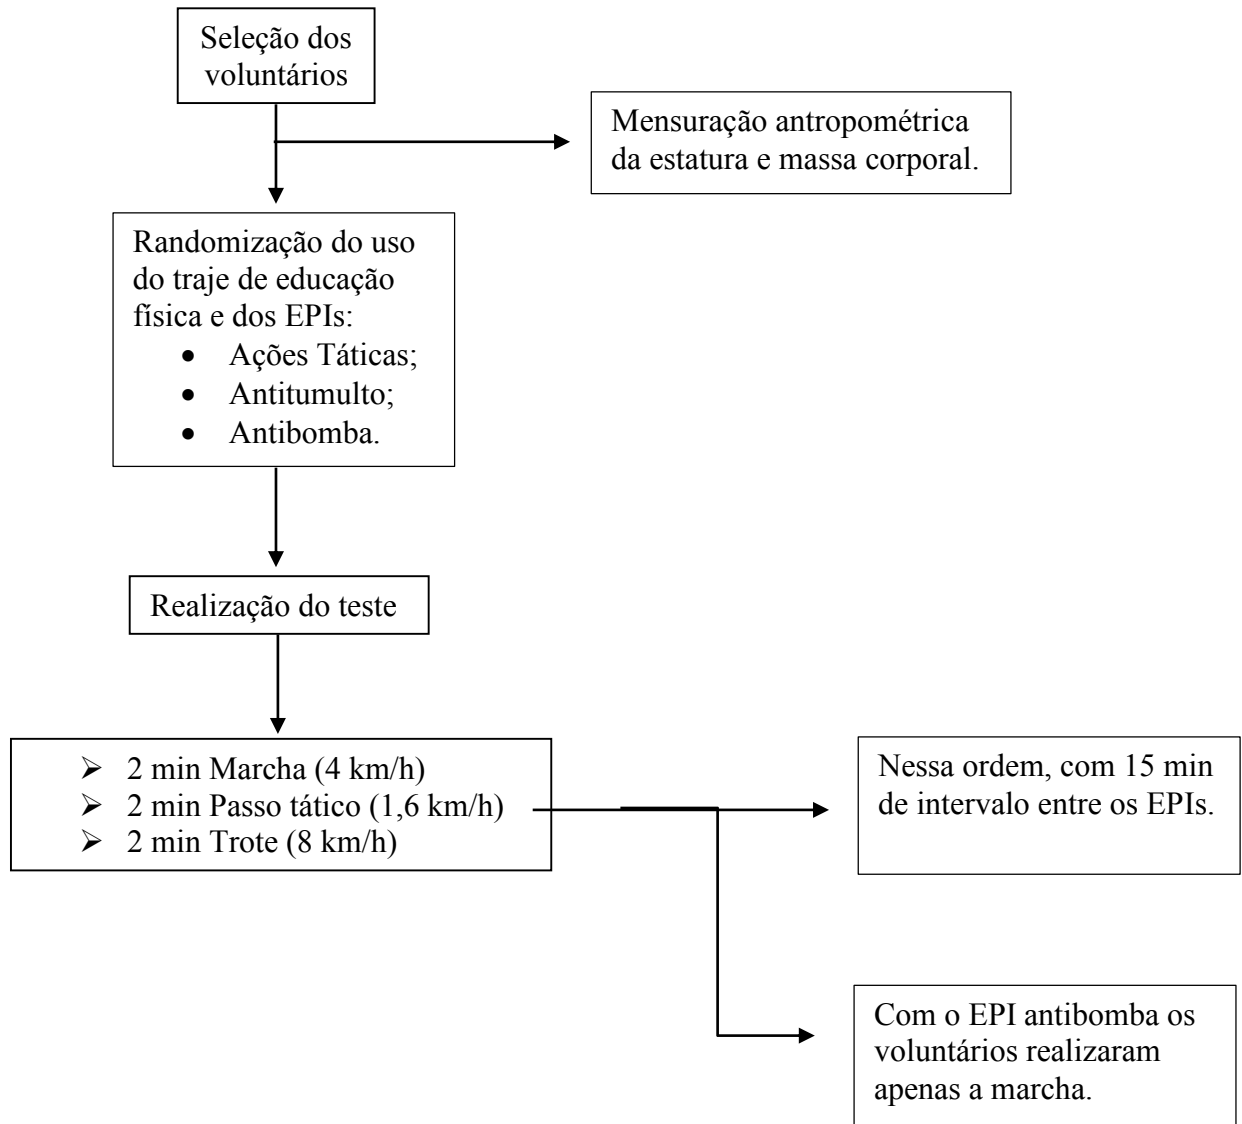 Seleção dos
voluntários
Mensuração antropométrica
da estatura e massa corporal.
Randomização do uso
do traje de educação
física e dos EPIs:
• Ações Táticas;
• Antitumulto;
• Antibomba.
Realização do teste
➢ 2 min Marcha (4 km/h)
➢ 2 min Passo tático (1,6 km/h)
➢ 2 min Trote (8 km/h)
Nessa ordem, com 15 min
de intervalo entre os EPIs.
Com o EPI antibomba os
voluntários realizaram
apenas a marcha.